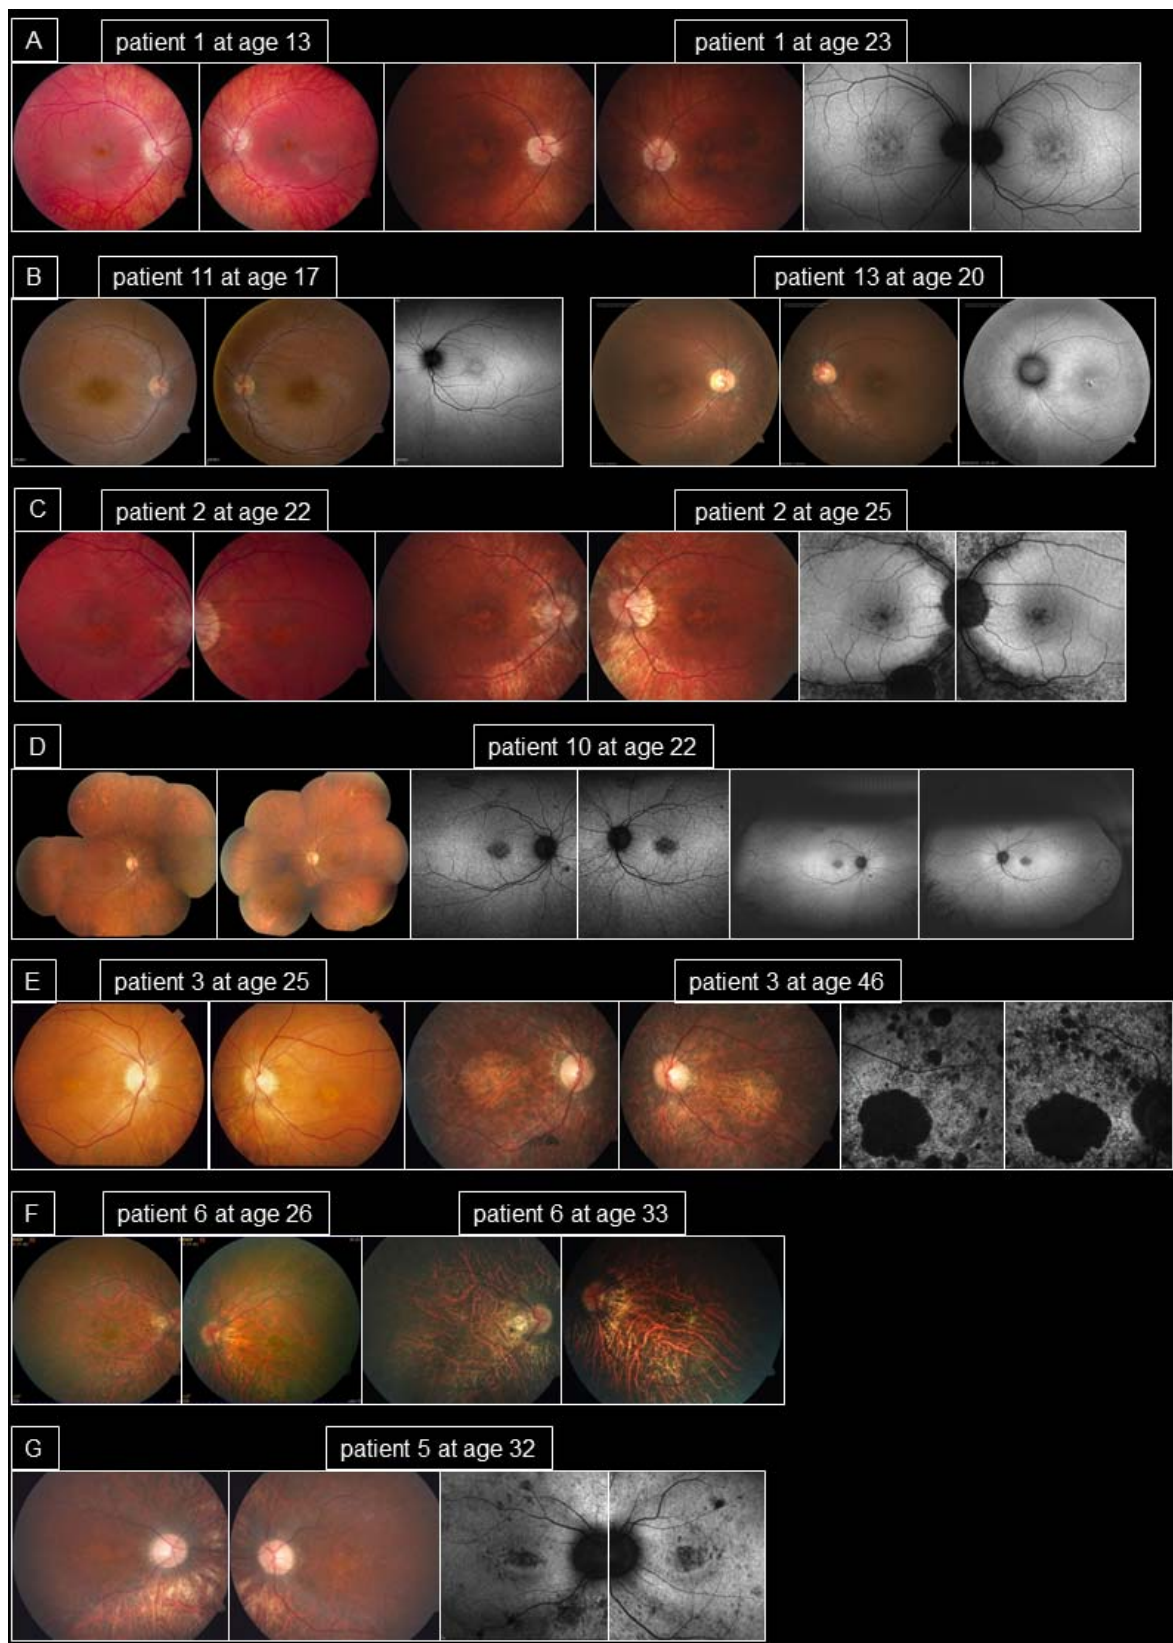 A
patient 1 at age 13
patient 1 at age 23
B
patient 11 at age 17
patient 13 at age 20
C
patient 2 at age 22
patient 2 at age 25
D
patient 10 at age 22
E
patient 3 at age 25
patient 3 at age 46
F
patient 6 at age 26
patient 6 at age 33
G
patient 5 at age 32